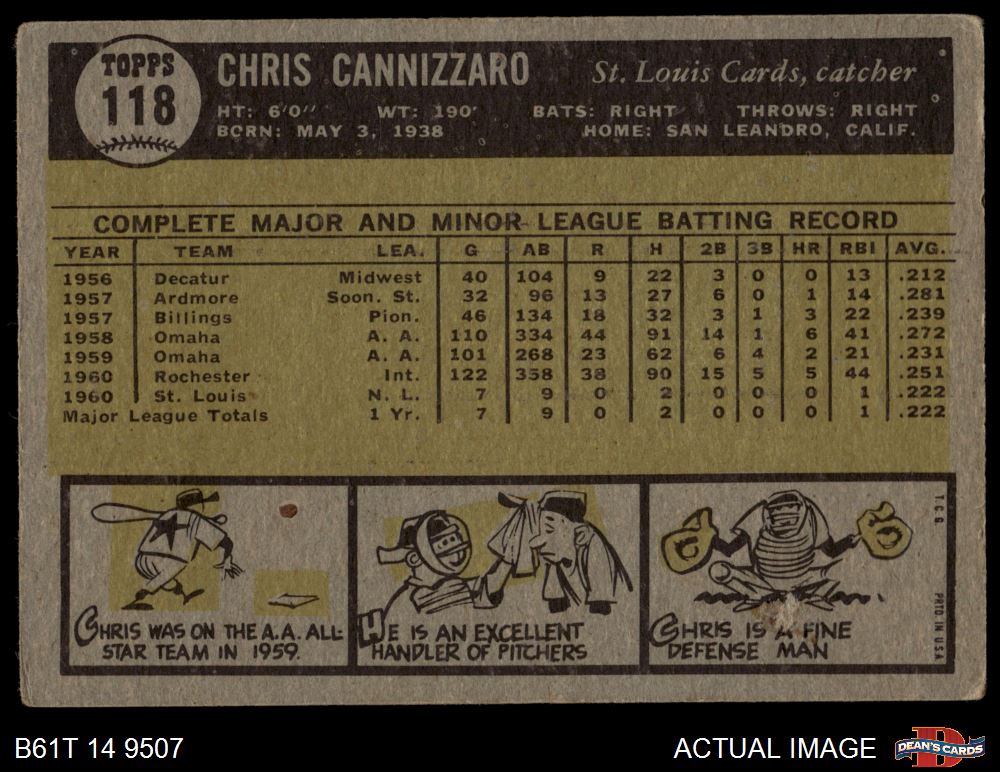 TOPPS
118
CHRIS CANNIZZARO
St. Louis Cards, catcher
HT: 6'0'' WT: 190' BATS: RIGHT THROWS: RIGHT
BORN: MAY 3, 1938 HOME: SAN LEANDRO, CALIF.
COMPLETE MAJOR AND MINOR LEAGUE BATTING RECORD
YEAR TEAM LEA. G AB R H 2B 3B HR RBI AVG.
1956 Decatur Midwest 40 104 9 22 3 0 0 13 .212
1957 Ardmore Soon. St. 32 96 13 27 6 0 1 14 .281
1957 Billings Pion. 46 134 18 32 3 1 3 22 .239
1958 Omaha A. A. 110 334 44 91 14 1 6 41 .272
1959 Omaha A. A. 101 268 23 62 6 4 2 21 .231
1960 Rochester Int. 122 358 38 90 15 5 5 44 .251
1960 St. Louis N. L. 7 9 0 2 0 0 0 1 .222
Major League Totals 1 Yr. 7 9 0 2 0 0 0 1 .222
CHRIS WAS ON THE A.A. ALL-
STAR TEAM IN 1959.
HE IS AN EXCELLENT
HANDLER OF PITCHERS
CHRIS IS A FINE
DEFENSE MAN
T.C.G
PRTD IN U.S.A.
B61T 14 9507
ACTUAL IMAGE
DEAN'S CARDS